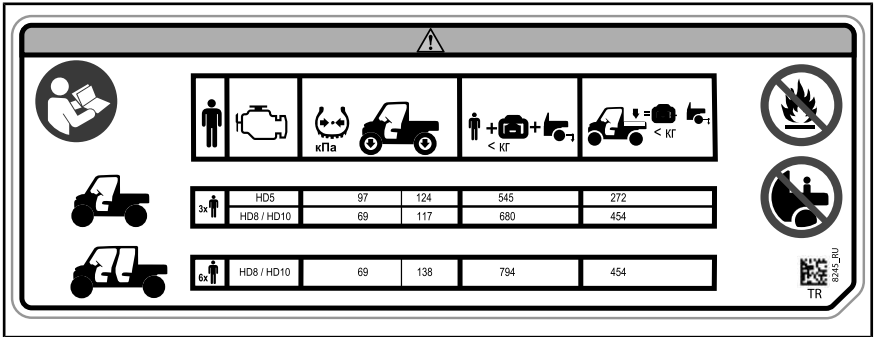 кПа
< КГ
< КГ
3x HD5 97 124 545 272
HD8 / HD10 69 117 680 454
6x HD8 / HD10 69 138 794 454
8245_RU
TR